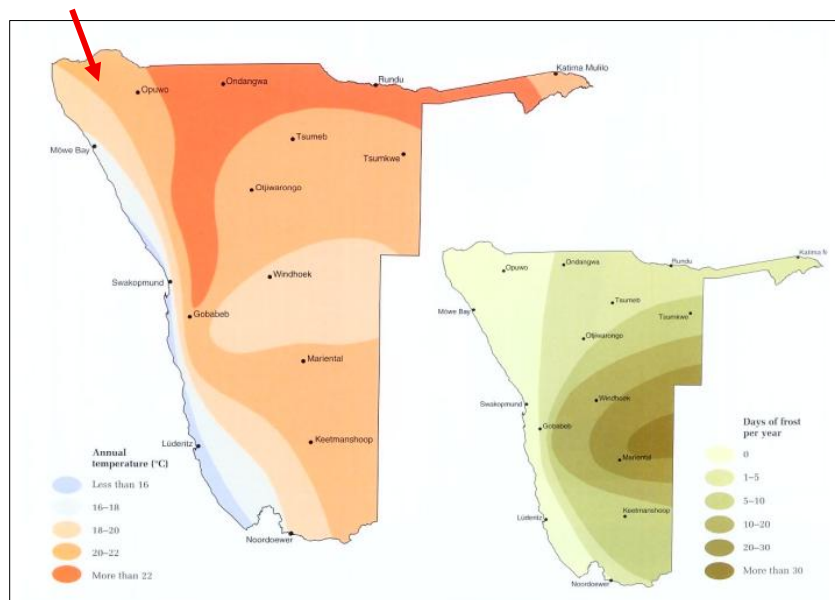 Katima Mulilo
Rundu
Ondangwa
Opuwo
Tsumeb
Möwe Bay
Tsumkwe
Otjiwarongo
Windhoek
Swakopmund
Gobabeb
Mariental
Keetmanshoop
Lüderitz
Noordoewer
Annual
temperature (°C)
Less than 16
16–18
18–20
20–22
More than 22
Katima M
Rundu
Ondangwa
Opuwo
Tsumeb
Möwe Bay
Tsumkwe
Otjiwarongo
Windhoek
Swakopmund
Gobabeb
Mariental
Keetmanshoop
Lüderitz
Noordoewer
Days of frost
per year
0
1–5
5–10
10–20
20–30
More than 30